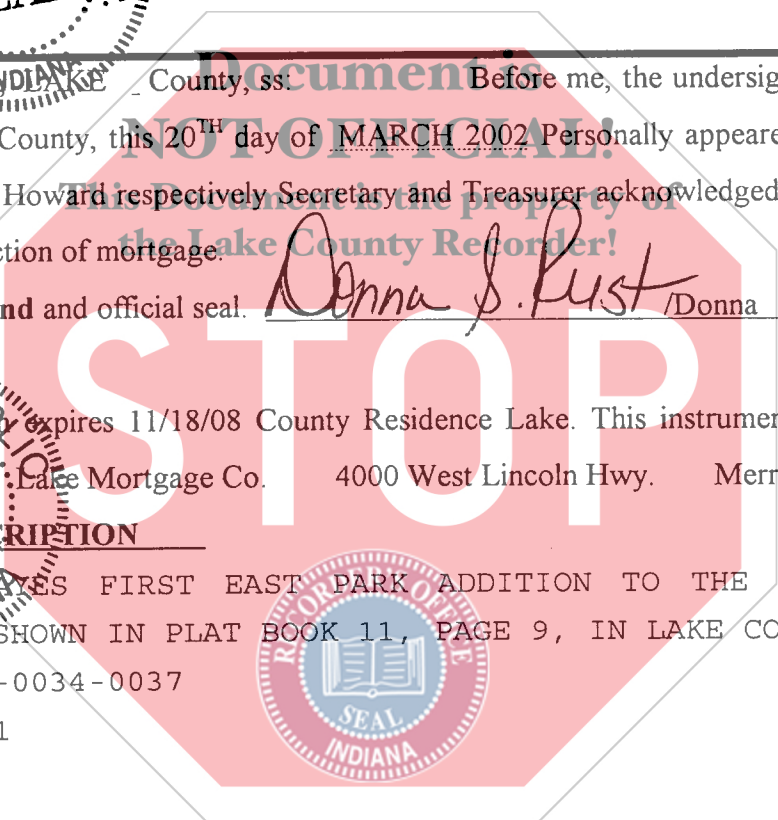 INDIANA
LAKE County, ss: Before me, the undersig
County, this 20TH day of MARCH 2002 Personally appeare
Howard respectively Secretary and Treasurer acknowledged
ction of mortgage.
nd and official seal. Donna S. Rust /Donna
expires 11/18/08 County Residence Lake. This instrumen
Lake Mortgage Co. 4000 West Lincoln Hwy. Merr
RIPTION
AYES FIRST EAST PARK ADDITION TO THE
SHOWN IN PLAT BOOK 11, PAGE 9, IN LAKE CO
-0034-0037
1
Document is
NOT OFFICIAL!
This Document is the property of
the Lake County Recorder!
STOP
RECORDER'S OFFICE
SEAL
INDIANA